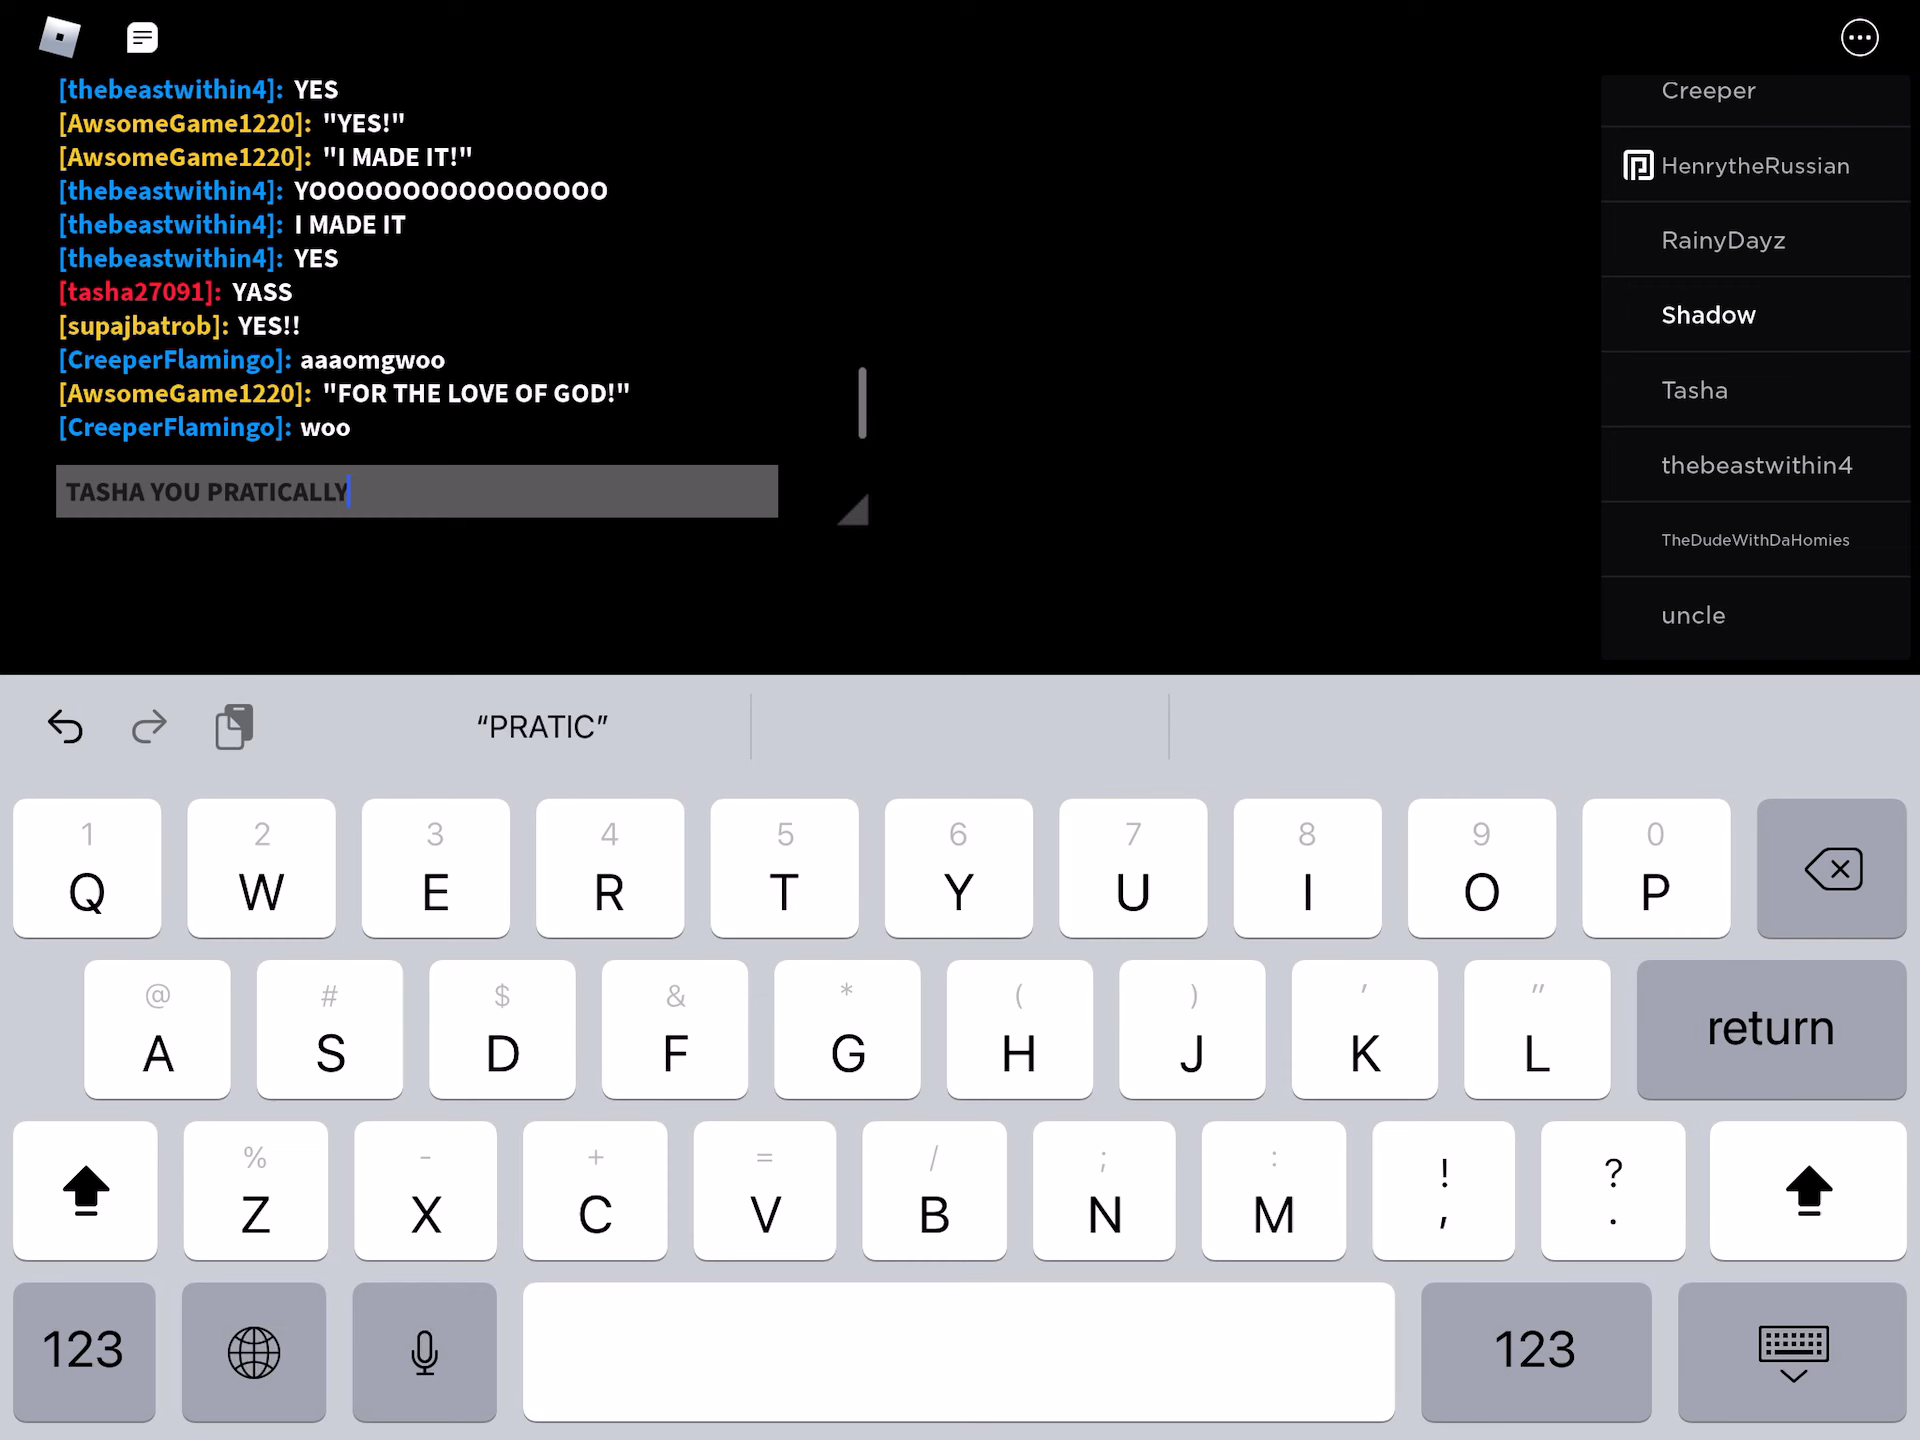 [thebeastwithin4]: YES
[AwsomeGame1220]: "YES!"
[AwsomeGame1220]: "I MADE IT!"
[thebeastwithin4]: YOOOOOOOOOOOOOOOO
[thebeastwithin4]: I MADE IT
[thebeastwithin4]: YES
[tasha27091]: YASS
[supajbatrob]: YES!!
[CreeperFlamingo]: aaaomgwoo
[AwsomeGame1220]: "FOR THE LOVE OF GOD!"
[CreeperFlamingo]: woo
TASHA YOU PRATICALLY
Creeper
HenrytheRussian
RainyDayz
Shadow
Tasha
thebeastwithin4
TheDudeWithDaHomies
uncle
“PRATIC”
1 2 3 4 5 6 7 8 9 0
Q W E R T Y U I O P
@ # $ & * ( ) ' "
A S D F G H J K L return
% - + = / ; : ! ?
Z X C V B N M , .
123 123